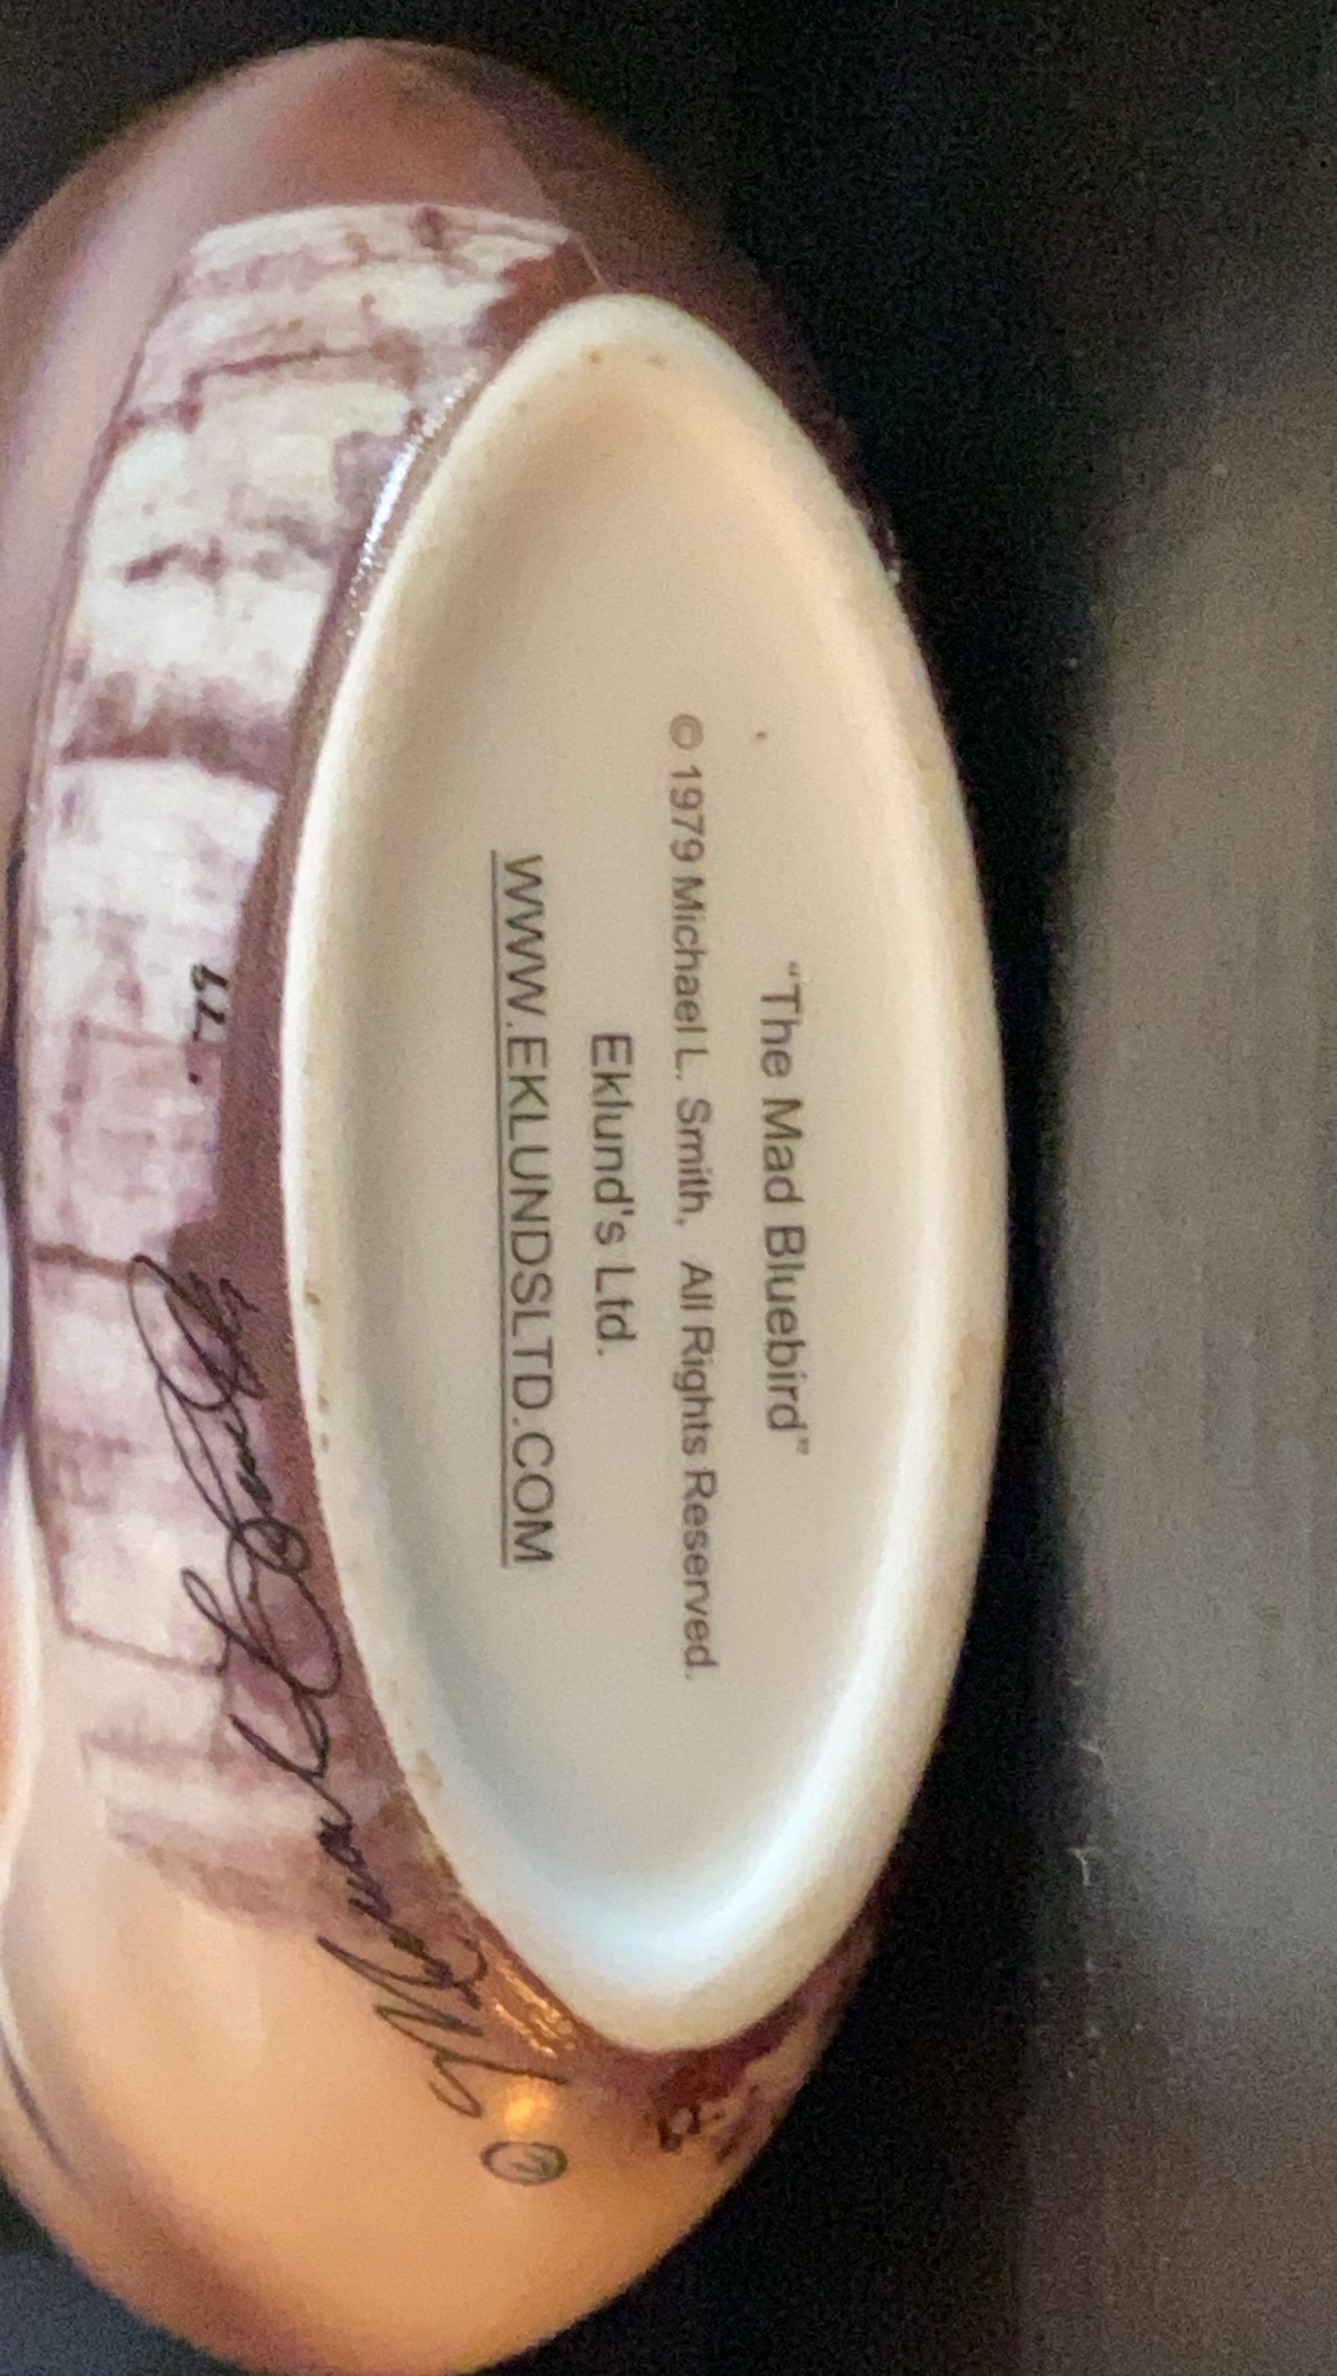 “The Mad Bluebird”
© 1979 Michael L. Smith, All Rights Reserved.
Eklund's Ltd.
WWW.EKLUNDSLTD.COM